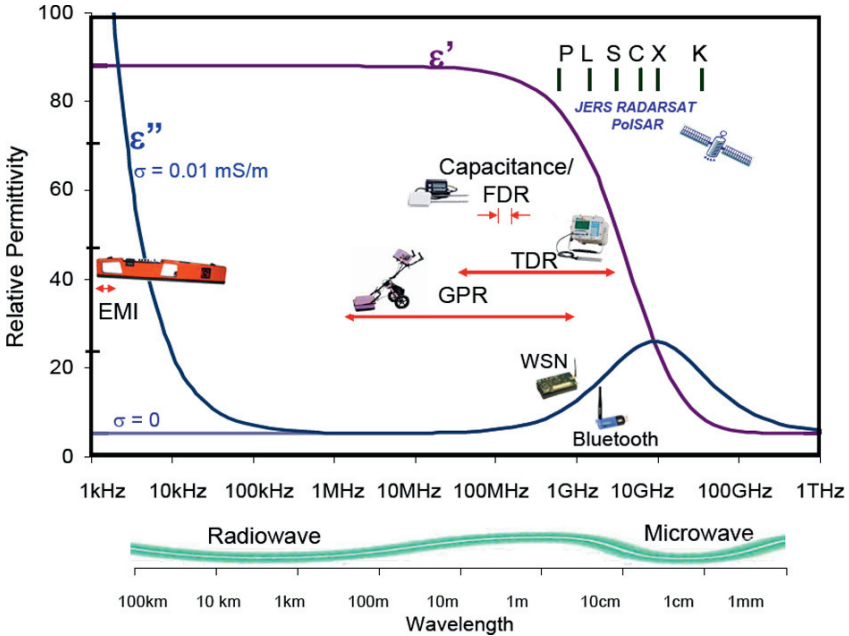 Relative Permittivity
100
80
60
40
20
0
ε'
ε"
σ = 0.01 mS/m
σ = 0
P L S C X K
JERS RADARSAT
PolSAR
Capacitance/
FDR
TDR
GPR
EMI
WSN
Bluetooth
1kHz 10kHz 100kHz 1MHz 10MHz 100MHz 1GHz 10GHz 100GHz 1THz
Radiowave Microwave
100km 10 km 1km 100m 10m 1m 10cm 1cm 1mm
Wavelength